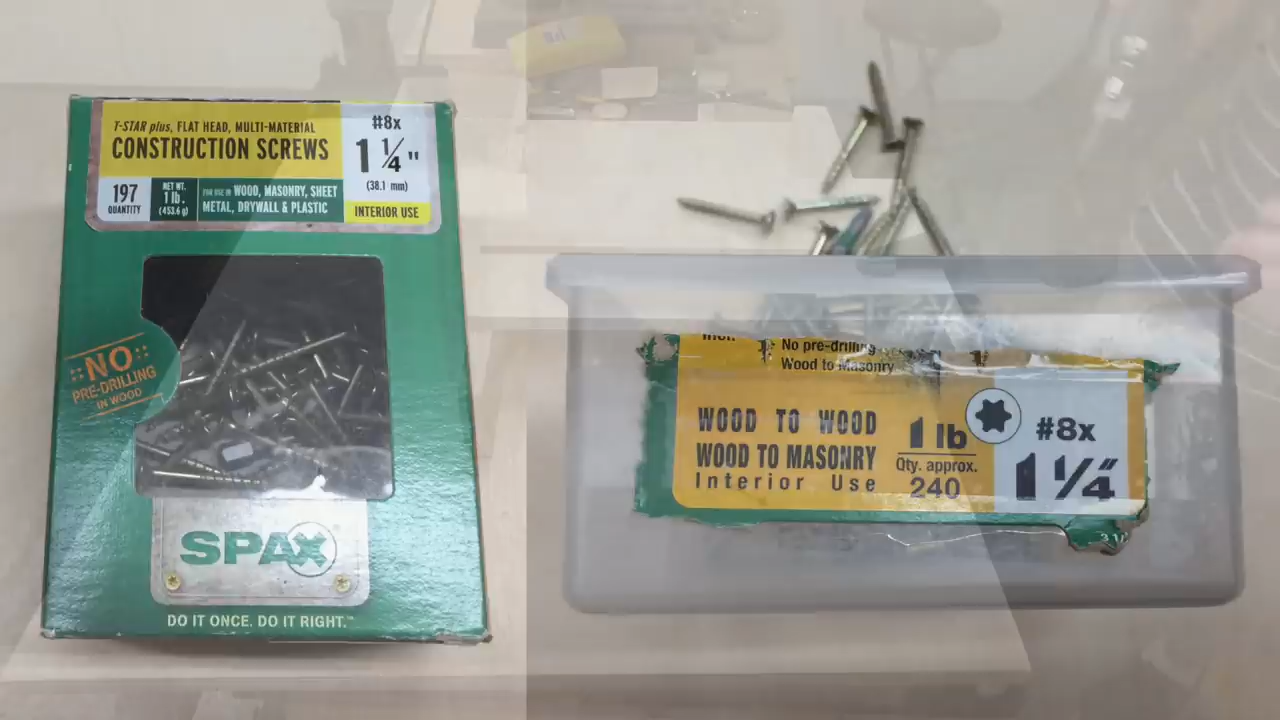 T-STAR plus, FLAT HEAD, MULTI-MATERIAL
CONSTRUCTION SCREWS
#8x
1 1/4"
(38.1 mm)
INTERIOR USE
197
QUANTITY
NET WT.
1 lb.
(453.6 g)
FOR USE IN WOOD, MASONRY, SHEET
METAL, DRYWALL & PLASTIC
NO
PRE-DRILLING
IN WOOD
SPAX
DO IT ONCE. DO IT RIGHT.™
incl.
No pre-drilling
Wood to Masonry
WOOD TO WOOD
WOOD TO MASONRY
Interior Use
1 lb
Qty. approx.
240
#8x
1 1/4"